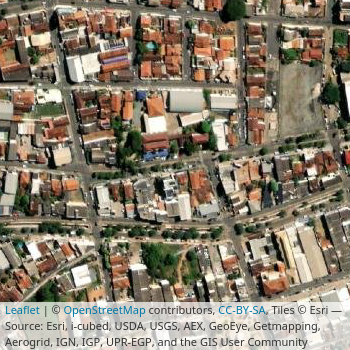 Leaflet | © OpenStreetMap contributors, CC-BY-SA, Tiles © Esri —
Source: Esri, i-cubed, USDA, USGS, AEX, GeoEye, Getmapping,
Aerogrid, IGN, IGP, UPR-EGP, and the GIS User Community